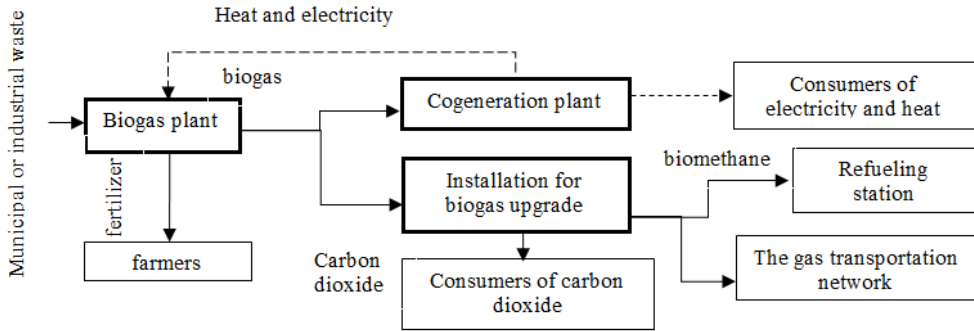 Heat and electricity
Municipal or industrial waste
biogas
Biogas plant
Cogeneration plant
Consumers of
electricity and heat
fertilizer
farmers
Installation for
biogas upgrade
biomethane
Refueling
station
Carbon
dioxide
Consumers of carbon
dioxide
The gas transportation
network